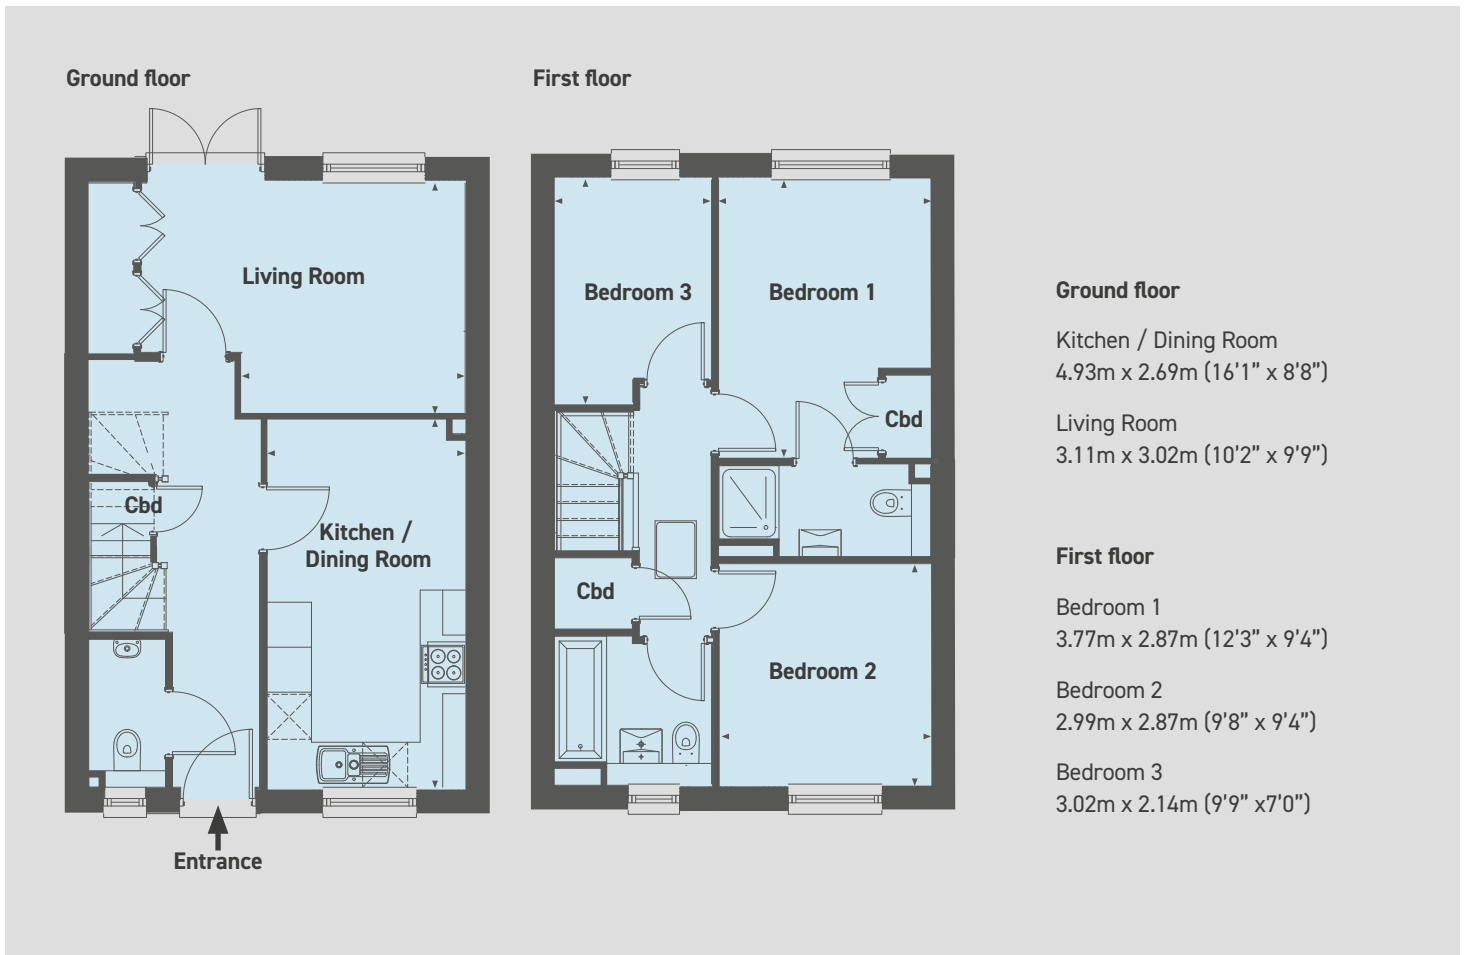 Ground floor
First floor
Living Room
Cbd
Kitchen /
Dining Room
Entrance
Bedroom 3
Bedroom 1
Cbd
Cbd
Bedroom 2
Ground floor
Kitchen / Dining Room
4.93m x 2.69m (16’1” x 8’8”)
Living Room
3.11m x 3.02m (10’2” x 9’9”)
First floor
Bedroom 1
3.77m x 2.87m (12’3” x 9’4”)
Bedroom 2
2.99m x 2.87m (9’8” x 9’4”)
Bedroom 3
3.02m x 2.14m (9’9” x7’0”)